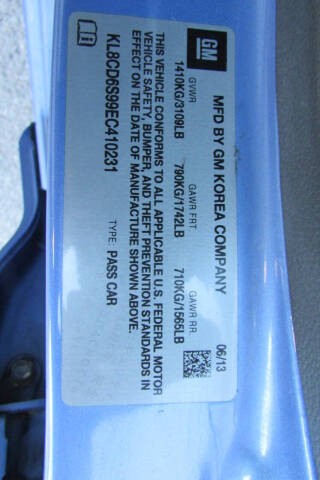 GM
MFD BY GM KOREA COMPANY
06/13
GVWR GAWR FRT GAWR RR
1410KG/3109LB 790KG/1742LB 710KG/1565LB
THIS VEHICLE CONFORMS TO ALL APPLICABLE U.S. FEDERAL MOTOR
VEHICLE SAFETY, BUMPER, AND THEFT PREVENTION STANDARDS IN
EFFECT ON THE DATE OF MANUFACTURE SHOWN ABOVE.
KL8CD6S99EC410231 TYPE: PASS CAR